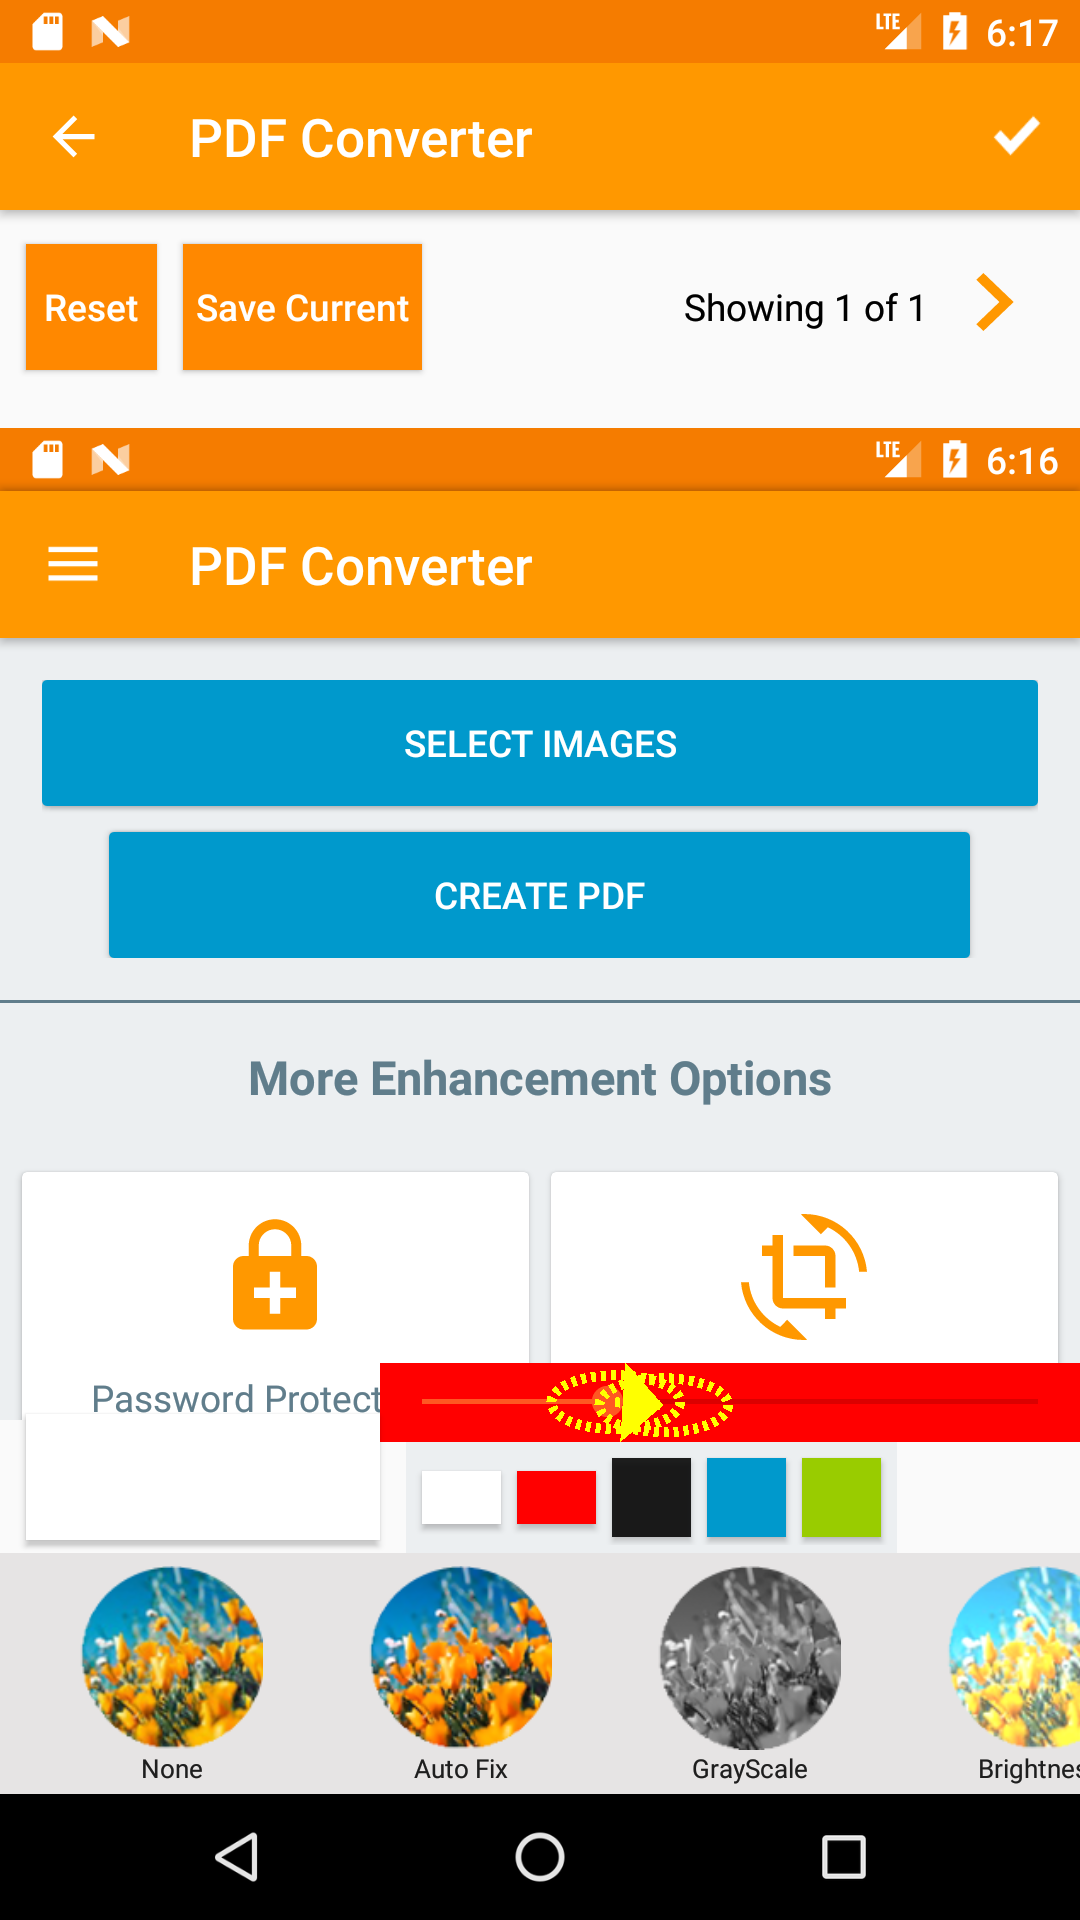 LTE 6:17
PDF Converter
Reset Save Current Showing 1 of 1
LTE 6:16
PDF Converter
SELECT IMAGES
CREATE PDF
More Enhancement Options
Password Protect
None Auto Fix GrayScale Brightnes